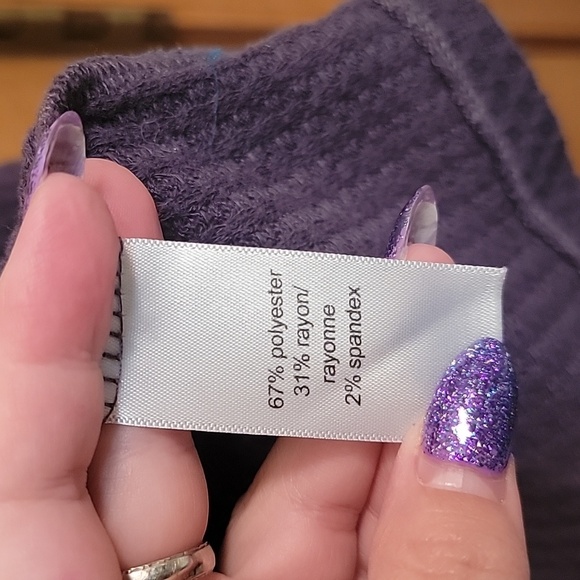 67% polyester
31% rayon/
rayonne
2% spandex